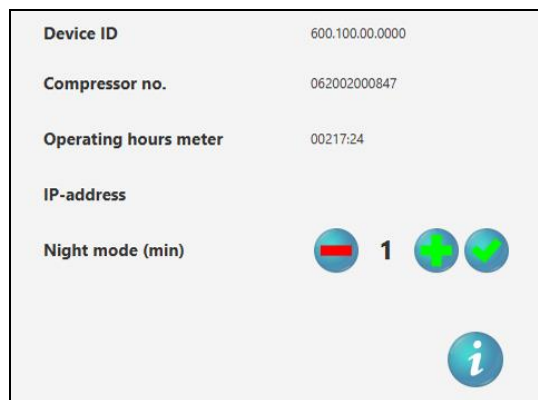 Device ID 600.100.00.0000
Compressor no. 062002000847
Operating hours meter 00217:24
IP-address
Night mode (min) 1
i